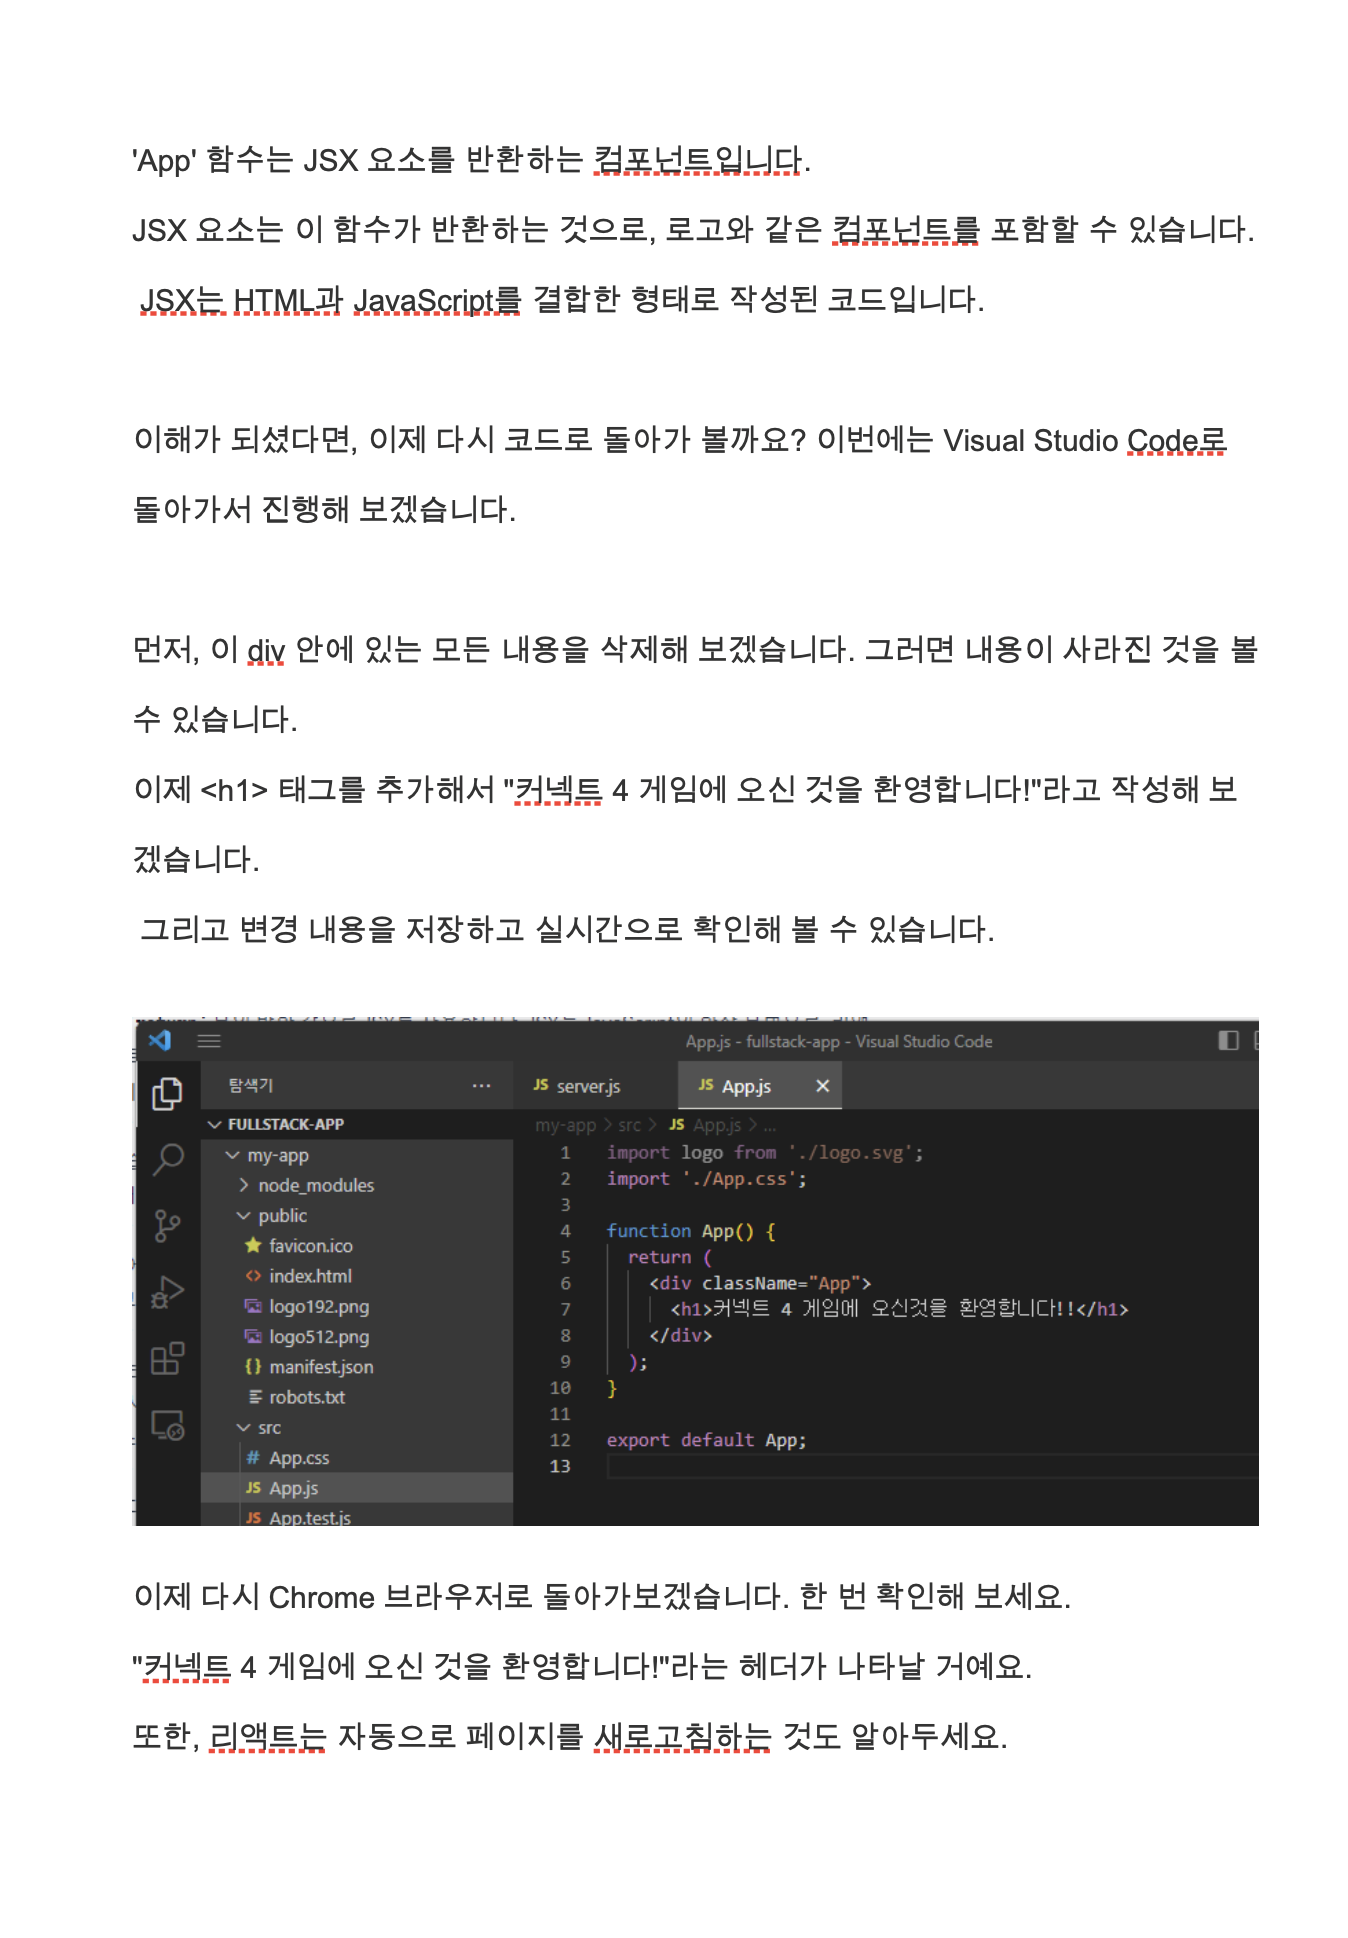 'App' 함수는 JSX 요소를 반환하는 컴포넌트입니다.
JSX 요소는 이 함수가 반환하는 것으로, 로고와 같은 컴포넌트를 포함할 수 있습니다.
JSX는 HTML과 JavaScript를 결합한 형태로 작성된 코드입니다.
이해가 되셨다면, 이제 다시 코드로 돌아가 볼까요? 이번에는 Visual Studio Code로
돌아가서 진행해 보겠습니다.
먼저, 이 div 안에 있는 모든 내용을 삭제해 보겠습니다. 그러면 내용이 사라진 것을 볼
수 있습니다.
이제 <h1> 태그를 추가해서 "커넥트 4 게임에 오신 것을 환영합니다!"라고 작성해 보
겠습니다.
그리고 변경 내용을 저장하고 실시간으로 확인해 볼 수 있습니다.
App.js - fullstack-app - Visual Studio Code
탐색기 ···
JS server.js
JS App.js ×
FULLSTACK-APP
my-app
node_modules
public
favicon.ico
index.html
logo192.png
logo512.png
manifest.json
robots.txt
src
# App.css
JS App.js
JS App.test.js
my-app > src > JS App.js > ...
1 import logo from './logo.svg';
2 import './App.css';
3
4 function App() {
5 return (
6 <div className="App">
7 <h1>커넥트 4 게임에 오신것을 환영합니다!!</h1>
8 </div>
9 );
10 }
11
12 export default App;
13
이제 다시 Chrome 브라우저로 돌아가보겠습니다. 한 번 확인해 보세요.
"커넥트 4 게임에 오신 것을 환영합니다!"라는 헤더가 나타날 거예요.
또한, 리액트는 자동으로 페이지를 새로고침하는 것도 알아두세요.